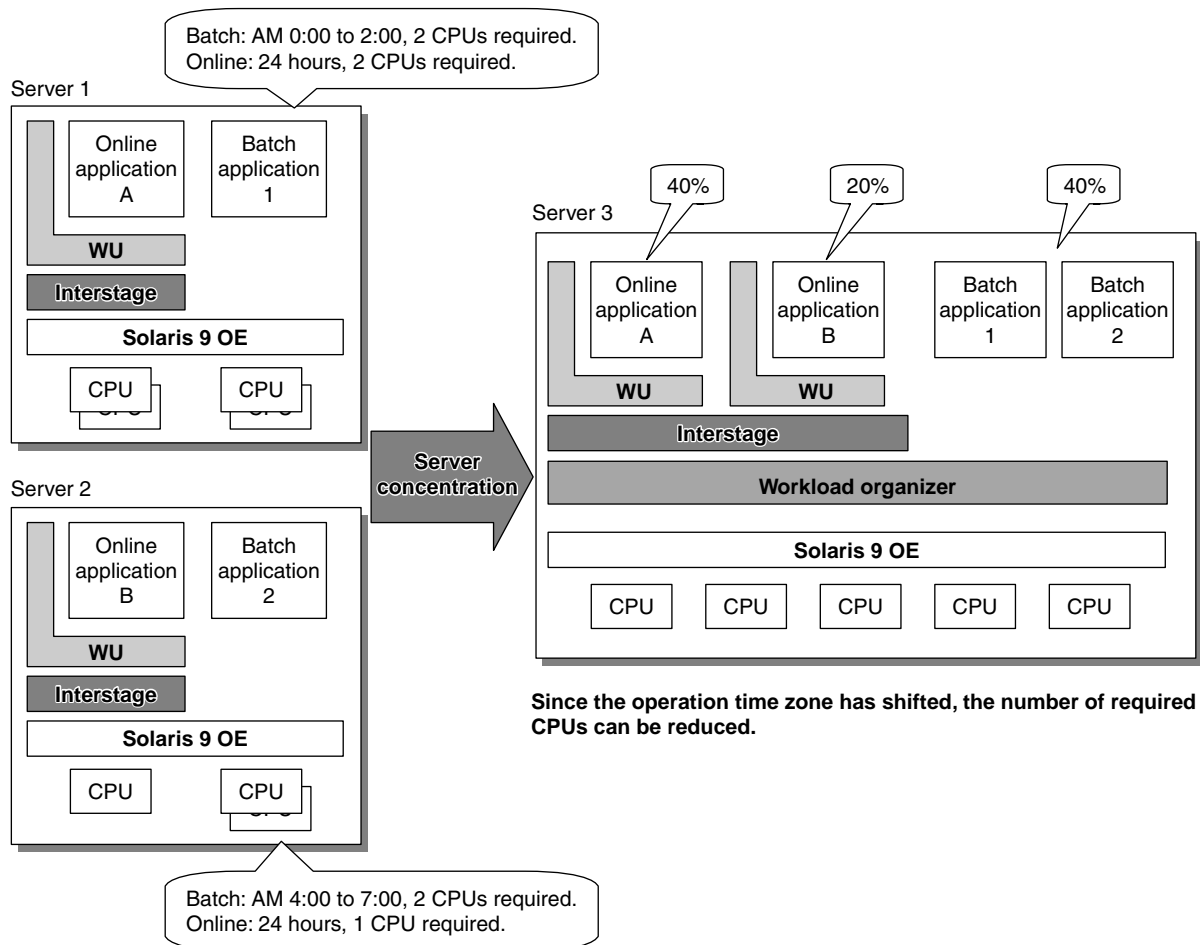 Batch: AM 0:00 to 2:00, 2 CPUs required.
Online: 24 hours, 2 CPUs required.
Server 1
Online
application
A
Batch
application
1
WU
Interstage
Solaris 9 OE
CPU
CPU
CPU
CPU
Server 2
Online
application
B
Batch
application
2
WU
Interstage
Solaris 9 OE
CPU
CPU
CPU
Batch: AM 4:00 to 7:00, 2 CPUs required.
Online: 24 hours, 1 CPU required.
Server
concentration
40%
20%
40%
Server 3
Online
application
A
Online
application
B
Batch
application
1
Batch
application
2
WU
WU
Interstage
Workload organizer
Solaris 9 OE
CPU
CPU
CPU
CPU
CPU
Since the operation time zone has shifted, the number of required
CPUs can be reduced.